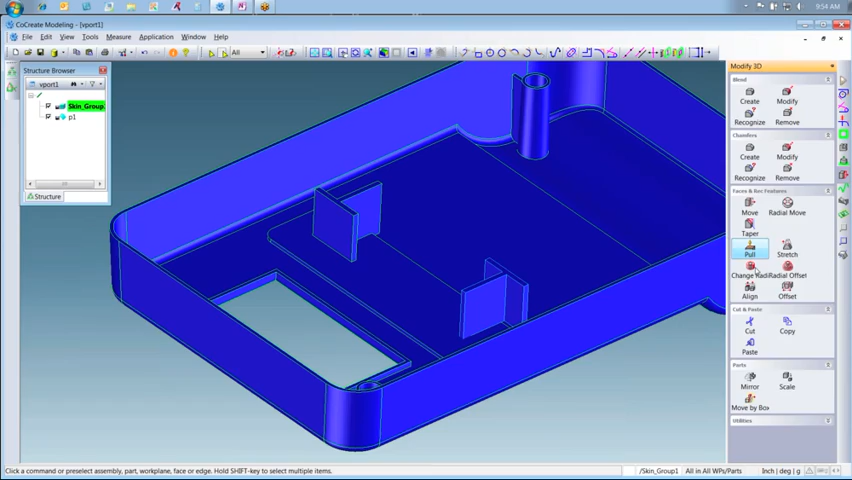 9:54 AM
CoCreate Modeling - [vport1]
File Edit View Tools Measure Application Window Help
All
Structure Browser
vport1
Skin_Group
p1
Structure
Modify 3D
Blend
Create Modify
Recognize Remove
Chamfers
Create Modify
Recognize Remove
Faces & Rec Features
Move Radial Move
Taper
Pull Stretch
Change Radi Radial Offset
Align Offset
Cut & Paste
Cut Copy
Paste
Parts
Mirror Scale
Move by Box
Utilities
Click a command or preselect assembly, part, workplane, face or edge. Hold SHIFT-key to select multiple items.
/Skin_Group1 All in All WPs/Parts Inch | deg | g